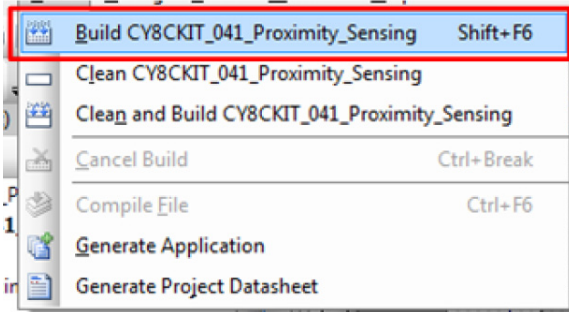 Build CY8CKIT_041_Proximity_Sensing Shift+F6
Clean CY8CKIT_041_Proximity_Sensing
Clean and Build CY8CKIT_041_Proximity_Sensing
Cancel Build Ctrl+Break
Compile File Ctrl+F6
Generate Application
Generate Project Datasheet